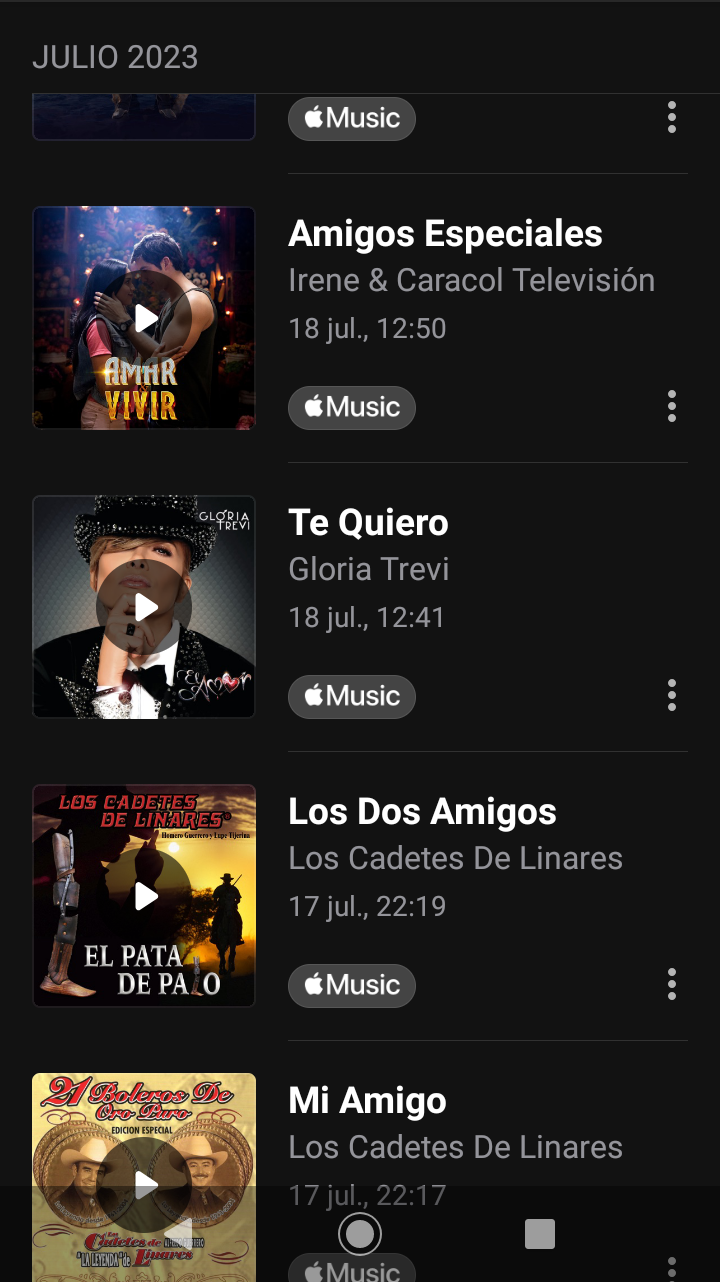 JULIO 2023
Music
AMAR
VIVIR
Amigos Especiales
Irene & Caracol Televisión
18 jul., 12:50
Music
GLORIA
TREVI
El Amor
Te Quiero
Gloria Trevi
18 jul., 12:41
Music
LOS CADETES
DE LINARES
Homero Guerrero y Lupe Tijerina
EL PATA
DE PALO
Los Dos Amigos
Los Cadetes De Linares
17 jul., 22:19
Music
21 Boleros De
Oro Puro
EDICION ESPECIAL
Los
Cadetes de
"LA LEYENDA" de Linares
Mi Amigo
Los Cadetes De Linares
17 jul., 22:17
Music